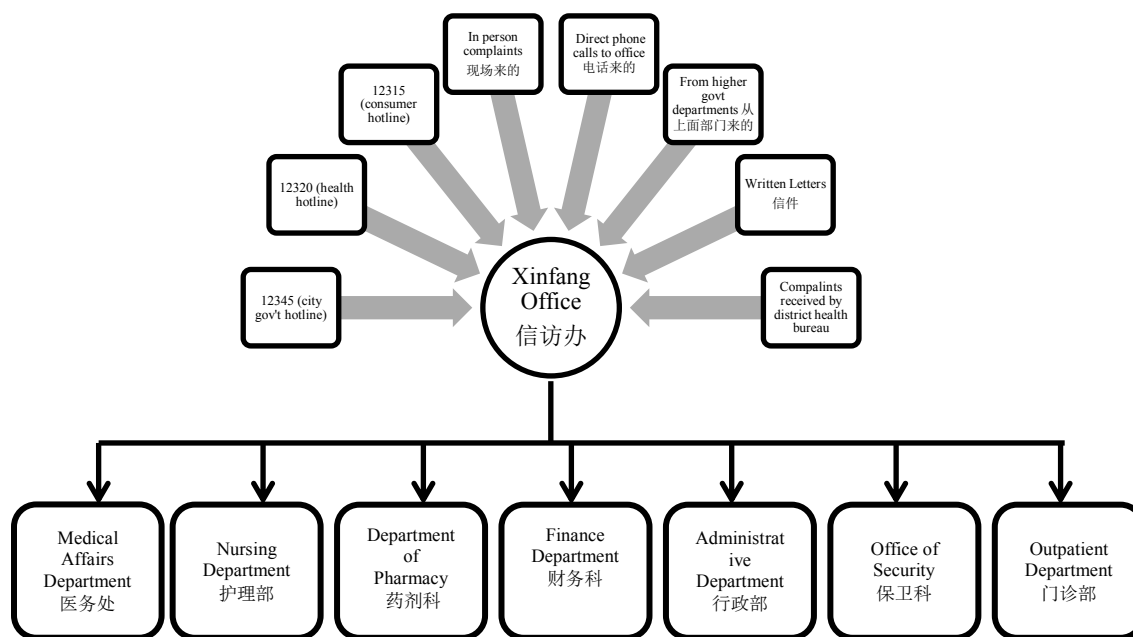 In person
complaints
现场来的
Direct phone
calls to office
电话来的
12315
(consumer
hotline)
From higher
govt
departments 从
上面部门来的
12320 (health
hotline)
Written Letters
信件
12345 (city
gov't hotline)
Xinfang
Office
信访办
Compalints
received by
district health
bureau
Medical
Affairs
Department
医务处
Nursing
Department
护理部
Department
of
Pharmacy
药剂科
Finance
Department
财务科
Administrat
ive
Department
行政部
Office of
Security
保卫科
Outpatient
Department
门诊部